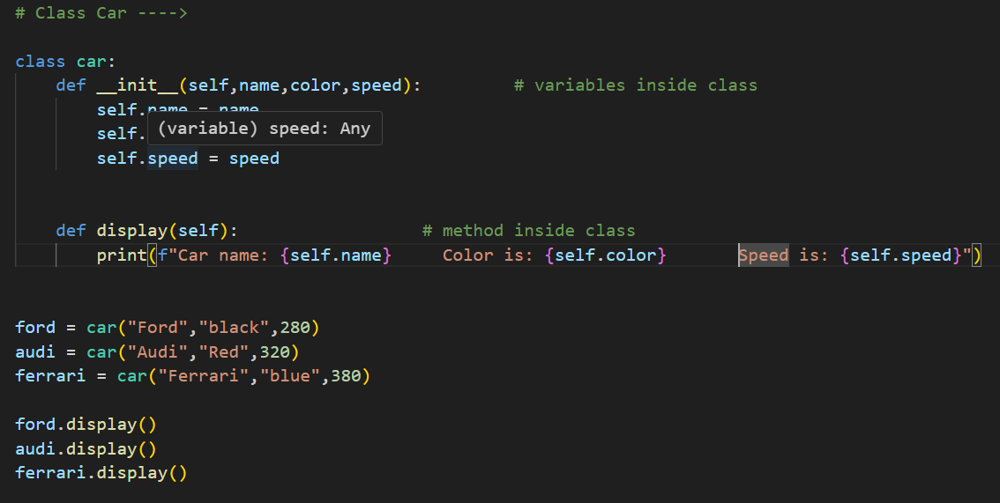 # Class Car ---->
class car:
    def __init__(self,name,color,speed):         # variables inside class
        self.name = name
        self.
(variable) speed: Any
        self.speed = speed
    def display(self):                  # method inside class
        print(f"Car name: {self.name}     Color is: {self.color}       Speed is: {self.speed}")
ford = car("Ford","black",280)
audi = car("Audi","Red",320)
ferrari = car("Ferrari","blue",380)
ford.display()
audi.display()
ferrari.display()